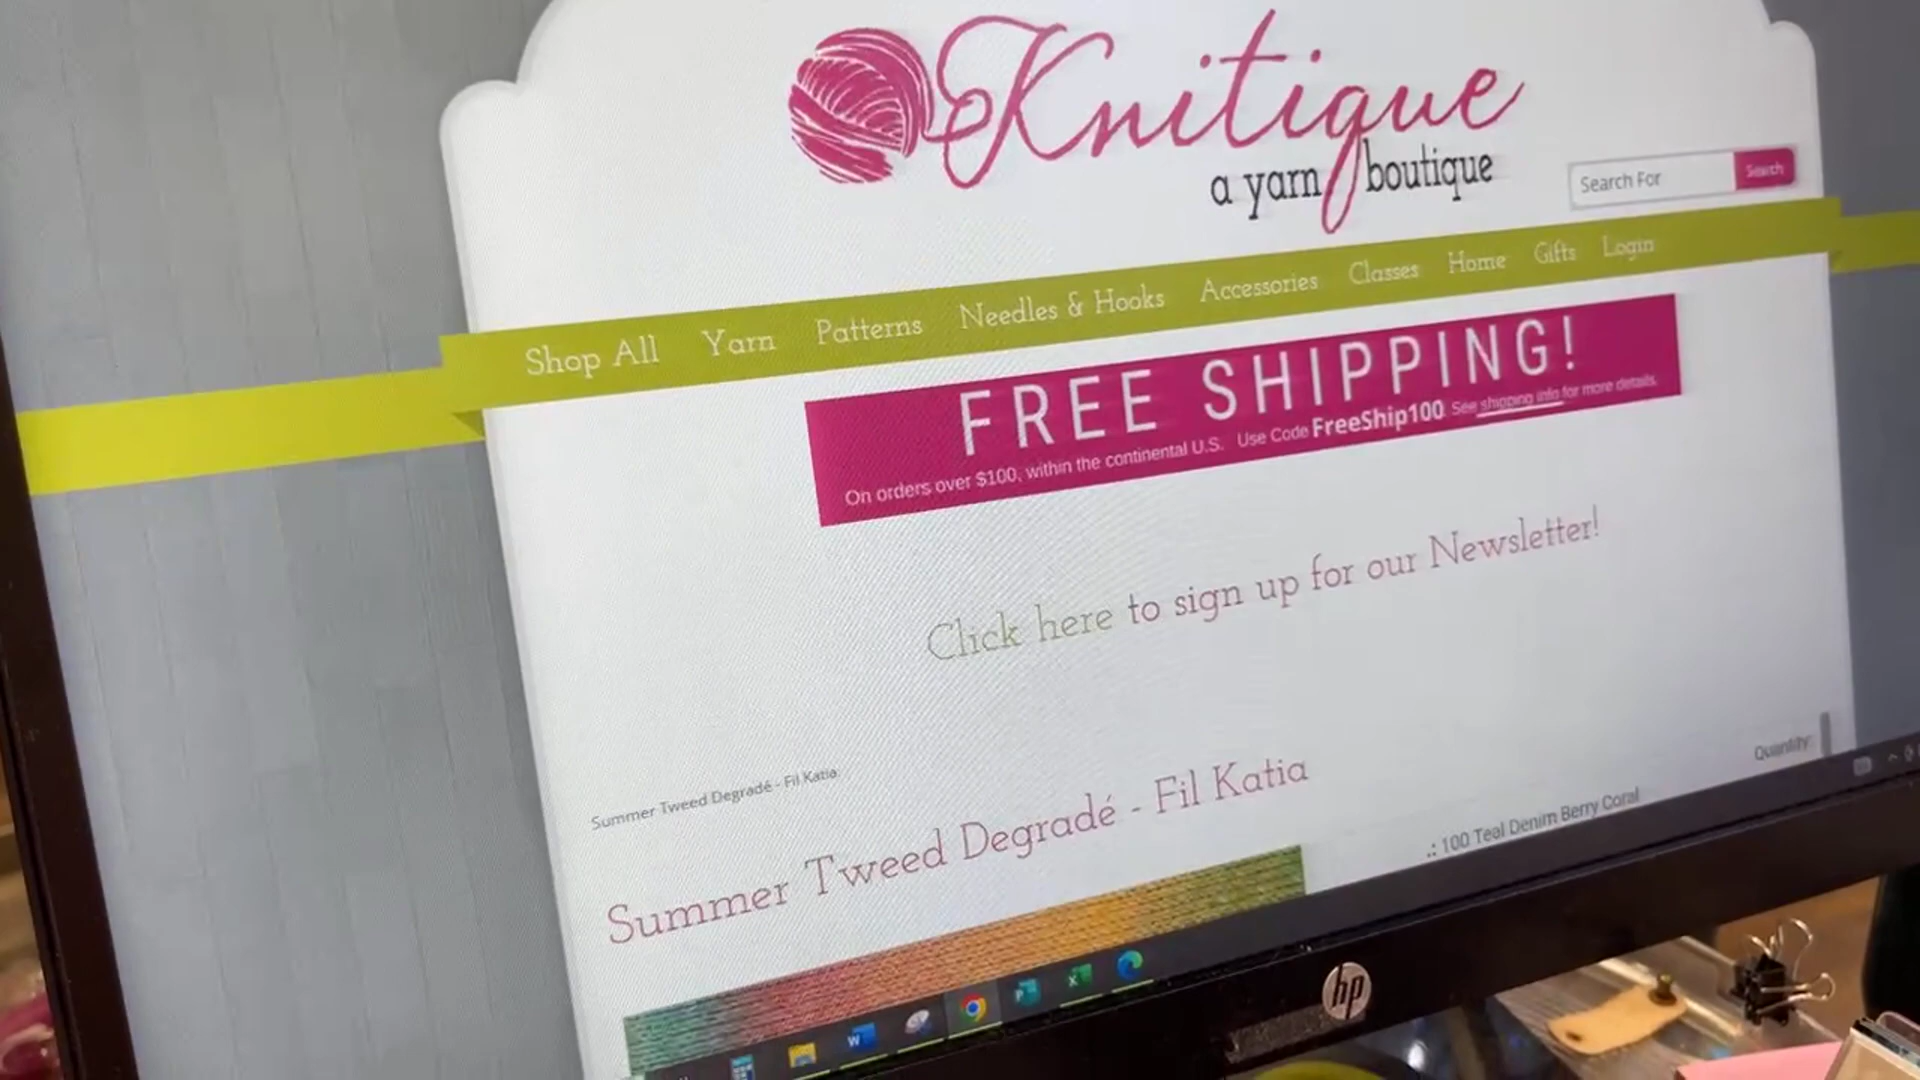 Knitique
a yarn boutique
Search For
Search
Shop All Yarn Patterns Needles & Hooks Accessories Classes Home Gifts Login
FREE SHIPPING!
On orders over $100, within the continental U.S. Use Code FreeShip100. See shipping info for more details.
Click here to sign up for our Newsletter!
Summer Tweed Degradé - Fil Katia
Quantity:
Summer Tweed Degradé - Fil Katia
.: 100 Teal Denim Berry Coral
hp